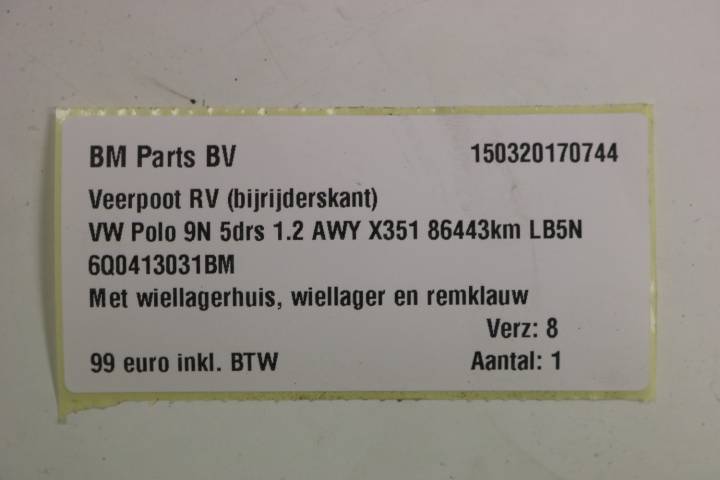 BM Parts BV 150320170744
Veerpoot RV (bijrijderskant)
VW Polo 9N 5drs 1.2 AWY X351 86443km LB5N
6Q0413031BM
Met wiellagerhuis, wiellager en remklauw
Verz: 8
99 euro inkl. BTW Aantal: 1